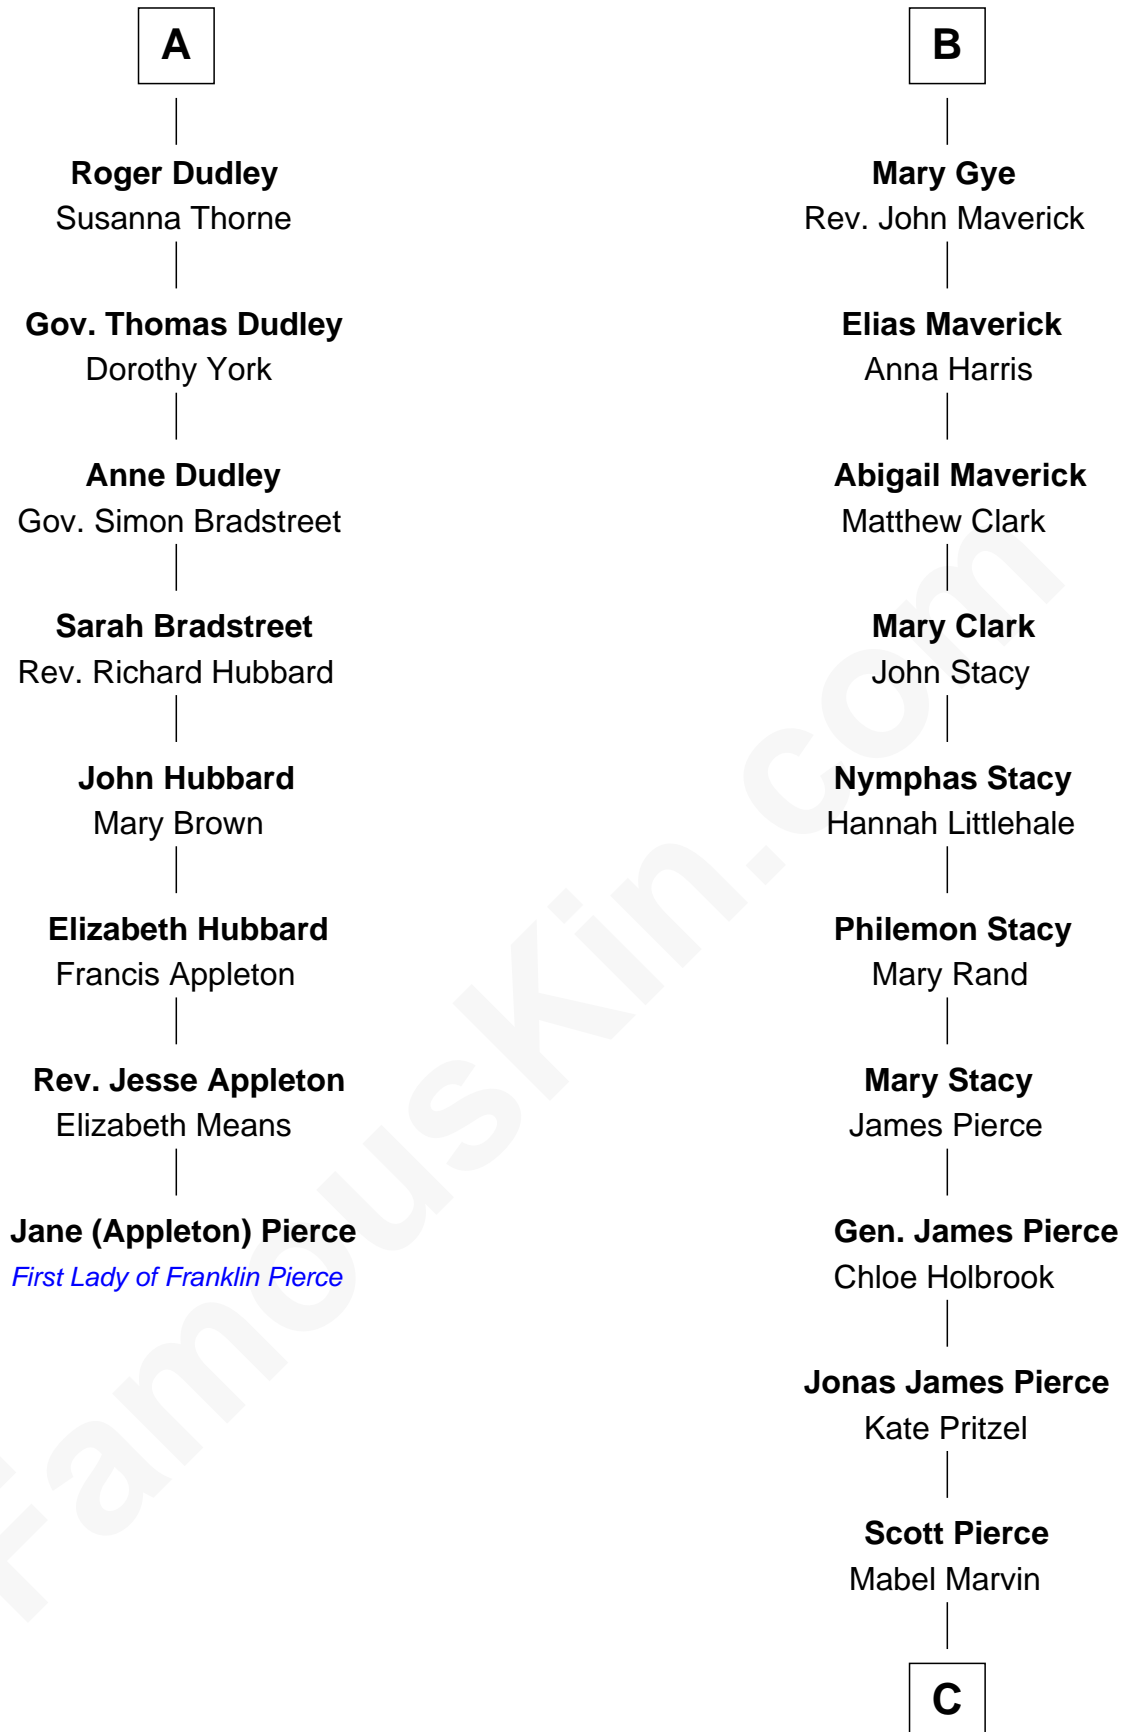 A
Roger Dudley
Susanna Thorne
Gov. Thomas Dudley
Dorothy York
Anne Dudley
Gov. Simon Bradstreet
Sarah Bradstreet
Rev. Richard Hubbard
John Hubbard
Mary Brown
Elizabeth Hubbard
Francis Appleton
Rev. Jesse Appleton
Elizabeth Means
Jane (Appleton) Pierce
First Lady of Franklin Pierce
B
Mary Gye
Rev. John Maverick
Elias Maverick
Anna Harris
Abigail Maverick
Matthew Clark
Mary Clark
John Stacy
Nymphas Stacy
Hannah Littlehale
Philemon Stacy
Mary Rand
Mary Stacy
James Pierce
Gen. James Pierce
Chloe Holbrook
Jonas James Pierce
Kate Pritzel
Scott Pierce
Mabel Marvin
C
FamousKin.com